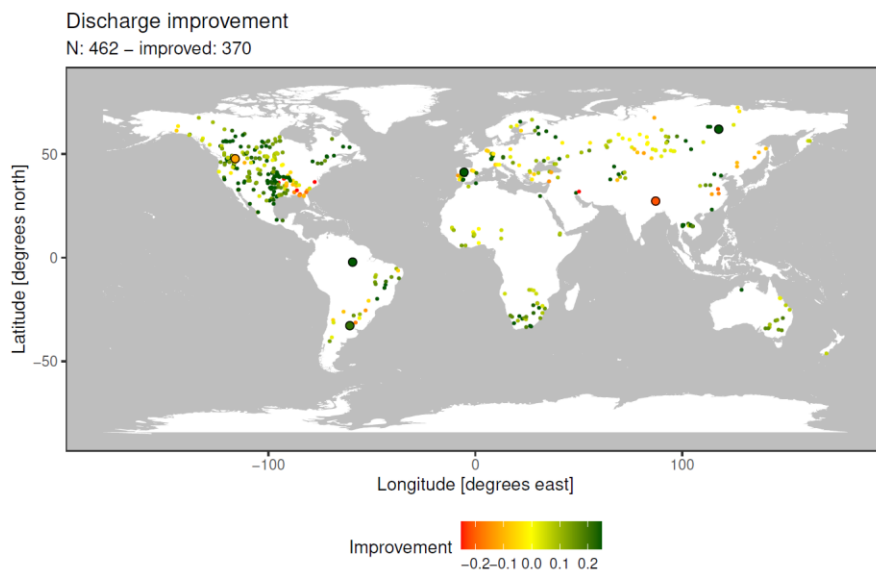 Discharge improvement
N: 462 − improved: 370
Latitude [degrees north]
50
0
−50
−100
0
100
Longitude [degrees east]
Improvement
−0.2
−0.1
0.0
0.1
0.2